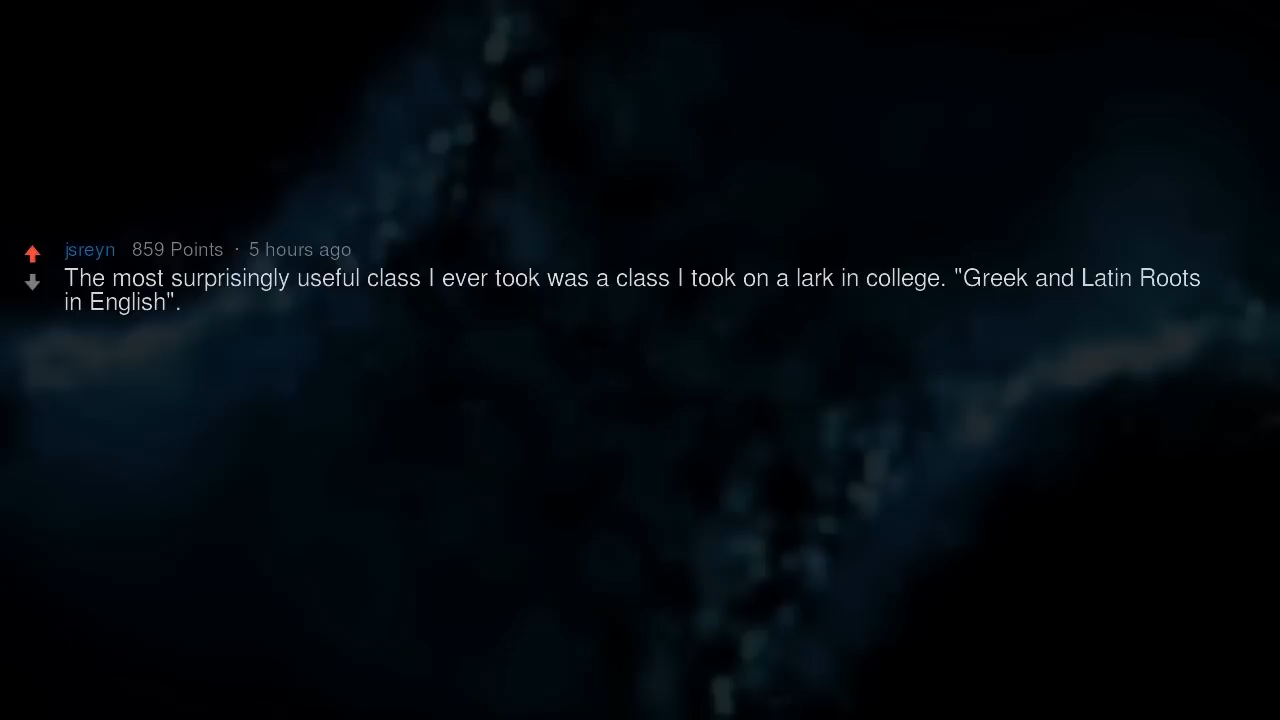 jsreyn 859 Points · 5 hours ago
The most surprisingly useful class I ever took was a class I took on a lark in college. "Greek and Latin Roots
in English".